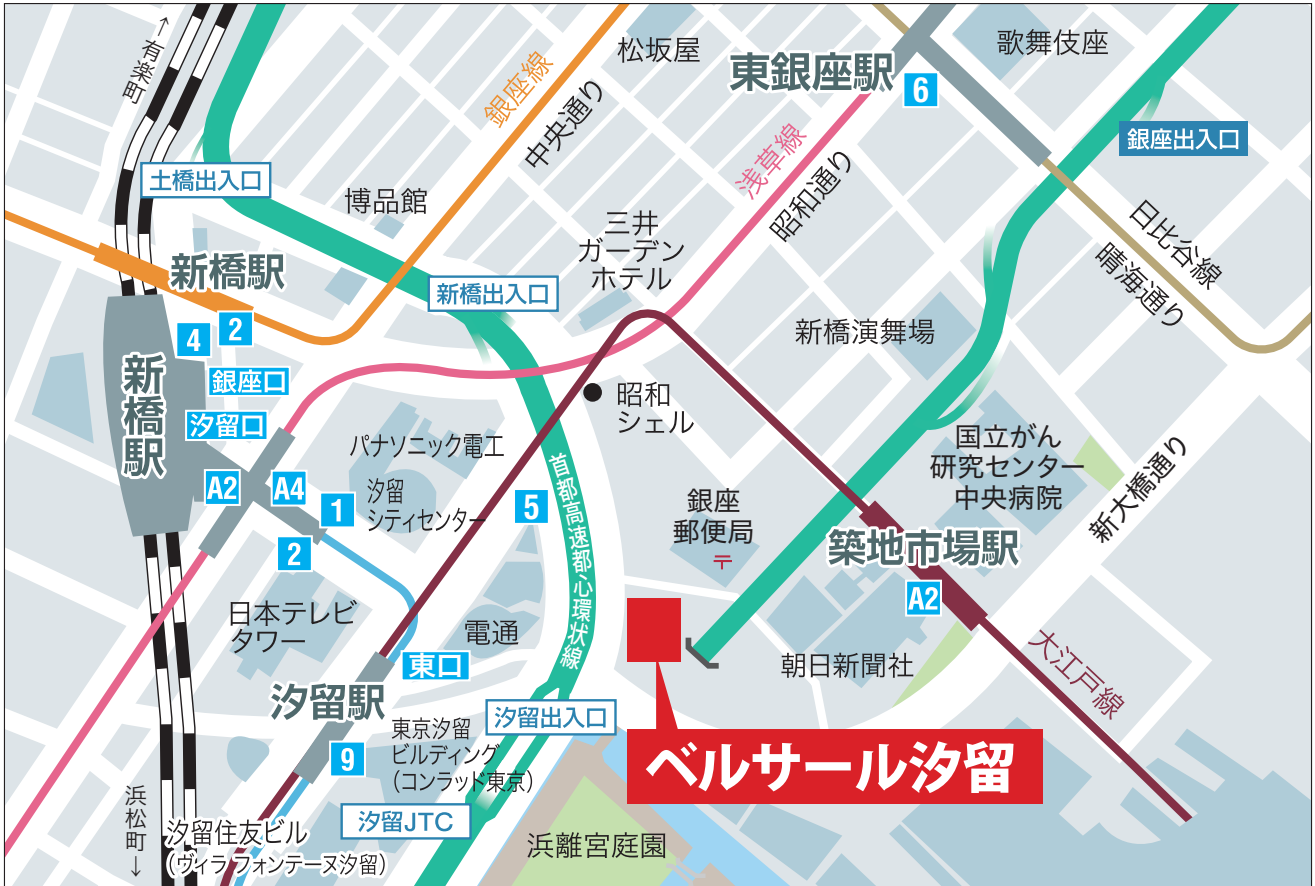 ↑有楽町
松坂屋
東銀座駅
6
歌舞伎座
銀座線
中央通り
浅草線
昭和通り
銀座出入口
土橋出入口
博品館
三井
ガーデン
ホテル
日比谷線
晴海通り
新橋駅
2
4
新橋出入口
新橋演舞場
新橋駅
銀座口
汐留口
昭和
シェル
パナソニック電工
国立がん
研究センター
中央病院
新大橋通り
A2
A4
1
2
汐留
シティセンター
5
首都高速都心環状線
銀座
郵便局
〒
築地市場駅
A2
日本テレビ
タワー
電通
東口
朝日新聞社
大江戸線
汐留駅
9
汐留出入口
東京汐留
ビルディング
(コンラッド東京)
ベルサール汐留
浜松町↓
汐留住友ビル
(ヴィラフォンテーヌ汐留)
汐留JTC
浜離宮庭園